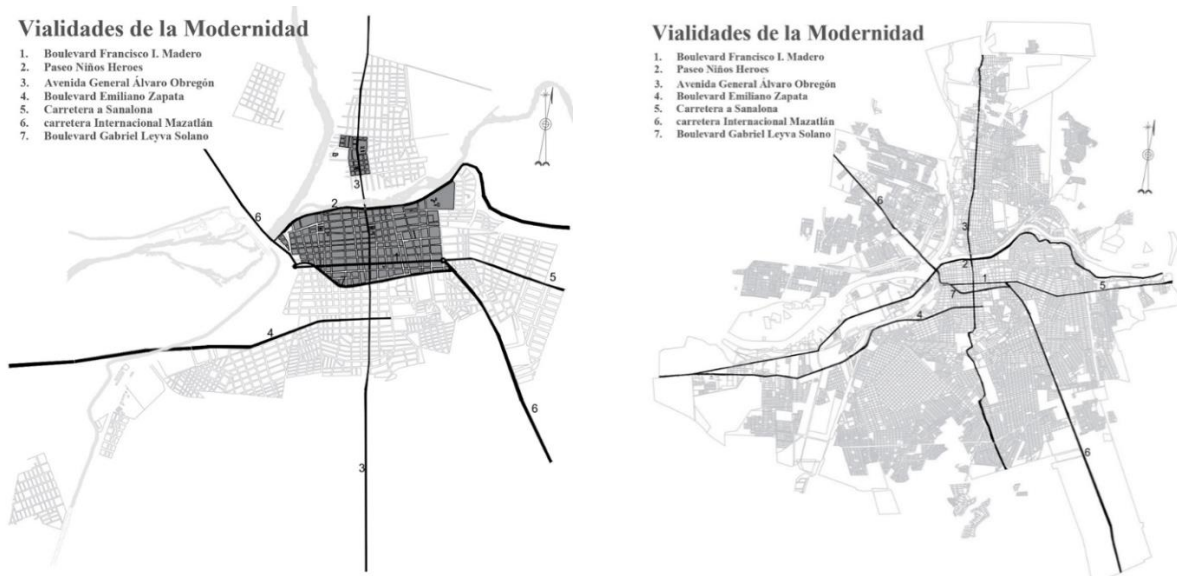 Vialidades de la Modernidad
1. Boulevard Francisco I. Madero
2. Paseo Niños Heroes
3. Avenida General Álvaro Obregón
4. Boulevard Emiliano Zapata
5. Carretera a Sanalona
6. carretera Internacional Mazatlán
7. Boulevard Gabriel Leyva Solano
3
2
6
1
7
5
4
6
3
Vialidades de la Modernidad
1. Boulevard Francisco I. Madero
2. Paseo Niños Heroes
3. Avenida General Álvaro Obregón
4. Boulevard Emiliano Zapata
5. Carretera a Sanalona
6. carretera Internacional Mazatlán
7. Boulevard Gabriel Leyva Solano
6
3
2
1
5
7
4
6